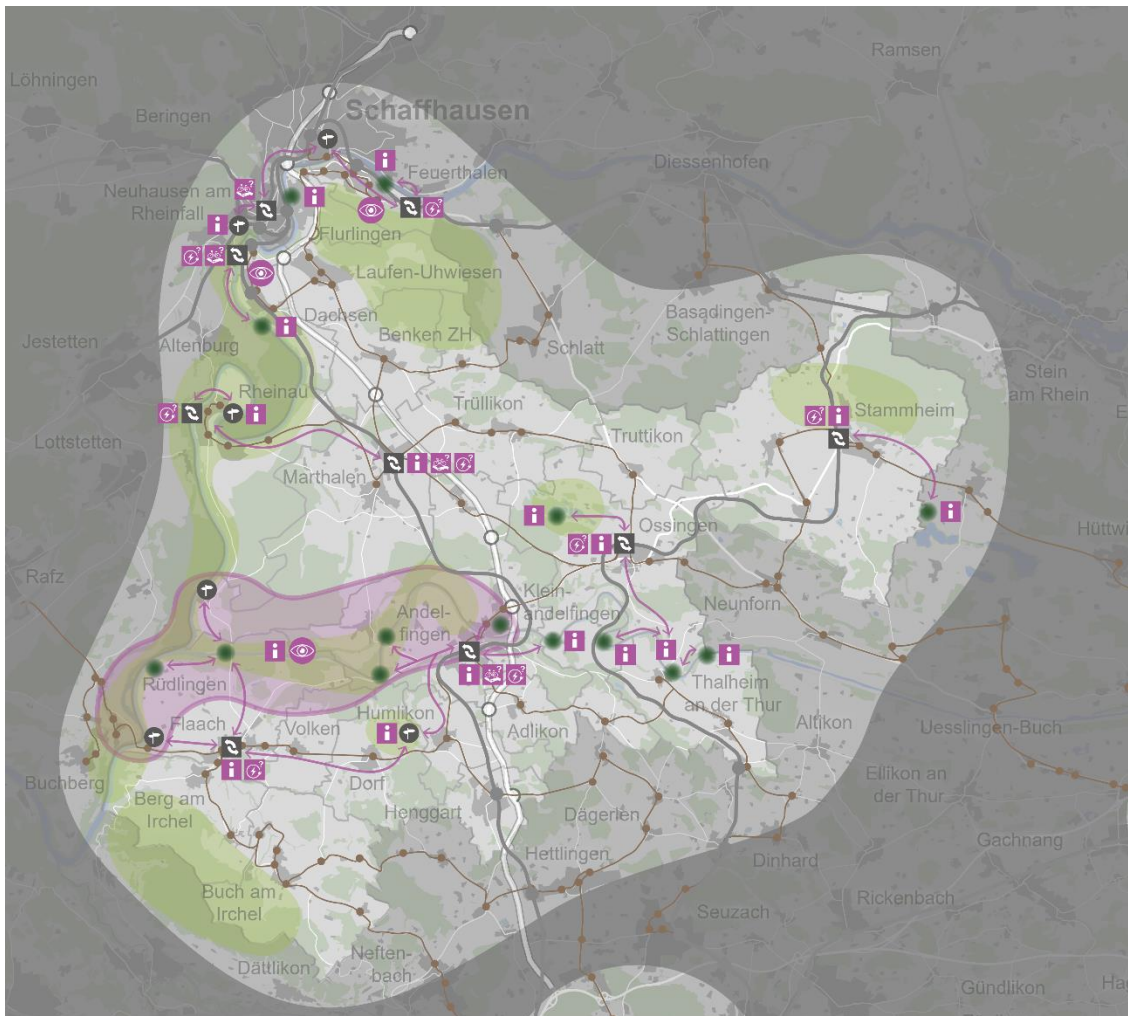 Ramsen
Löhningen
Schaffhausen
Beringen
Diessenhofen
Feuerthalen
Neuhausen am
Rheinfall
Flurlingen
Laufen-Uhwiesen
Dachsen
Basadingen-
Schlattingen
Benken ZH
Jestetten
Altenburg
Schlatt
Stein
am Rhein
Rheinau
Stammheim
Trüllikon
Lottstetten
Truttikon
Marthalen
Ossingen
Hüttwi
Rafz
Klein-
andelfingen
Andel-
fingen
Neunforn
Rüdlingen
Thalheim
an der Thur
Flaach
Volken
Humlikon
Adlikon
Altikon
Uesslingen-Buch
Buchberg
Dorf
Ellikon an
der Thur
Berg am
Irchel
Henggart
Dägerlen
Gachnang
Hettlingen
Dinhard
Buch am
Irchel
Rickenbach
Seuzach
Neften-
bach
Dättlikon
Gündlikon
Hag